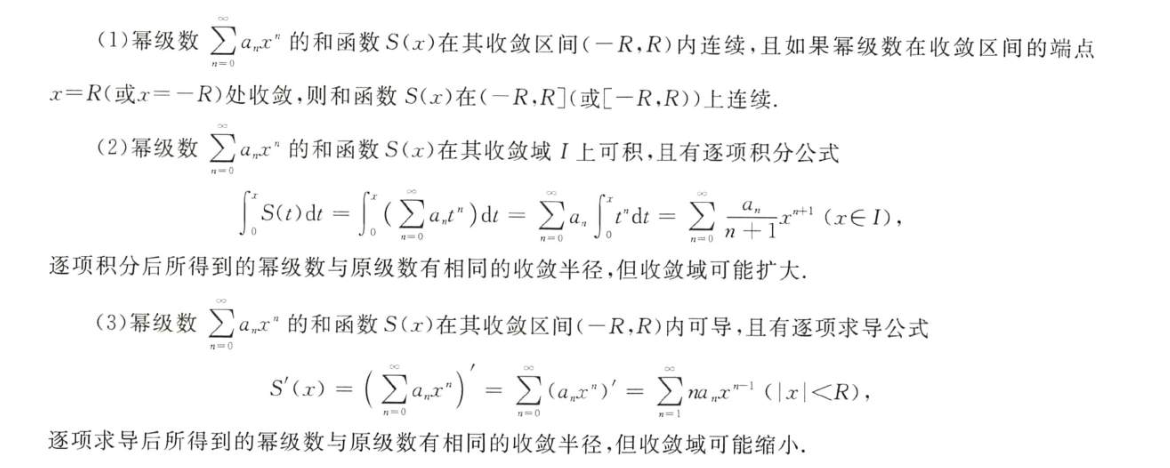 (1)幂级数 $\sum_{n=0}^{\infty} a_n x^n$ 的和函数 S(x)在其收敛区间(-R,R)内连续,且如果幂级数在收敛区间的端点
x=R(或x=-R)处收敛,则和函数 S(x)在(-R,R](或[-R,R))上连续.
(2)幂级数 $\sum_{n=0}^{\infty} a_n x^n$ 的和函数 S(x)在其收敛域 I 上可积,且有逐项积分公式
$\int_0^x S(t)dt = \int_0^x (\sum_{n=0}^{\infty} a_n t^n)dt = \sum_{n=0}^{\infty} a_n \int_0^x t^n dt = \sum_{n=0}^{\infty} \frac{a_n}{n+1} x^{n+1} (x∈I),$
逐项积分后所得到的幂级数与原级数有相同的收敛半径,但收敛域可能扩大.
(3)幂级数 $\sum_{n=0}^{\infty} a_n x^n$ 的和函数 S(x)在其收敛区间(-R,R)内可导,且有逐项求导公式
$S'(x) = (\sum_{n=0}^{\infty} a_n x^n)' = \sum_{n=0}^{\infty} (a_n x^n)' = \sum_{n=1}^{\infty} na_n x^{n-1} (|x|<R),$
逐项求导后所得到的幂级数与原级数有相同的收敛半径,但收敛域可能缩小.